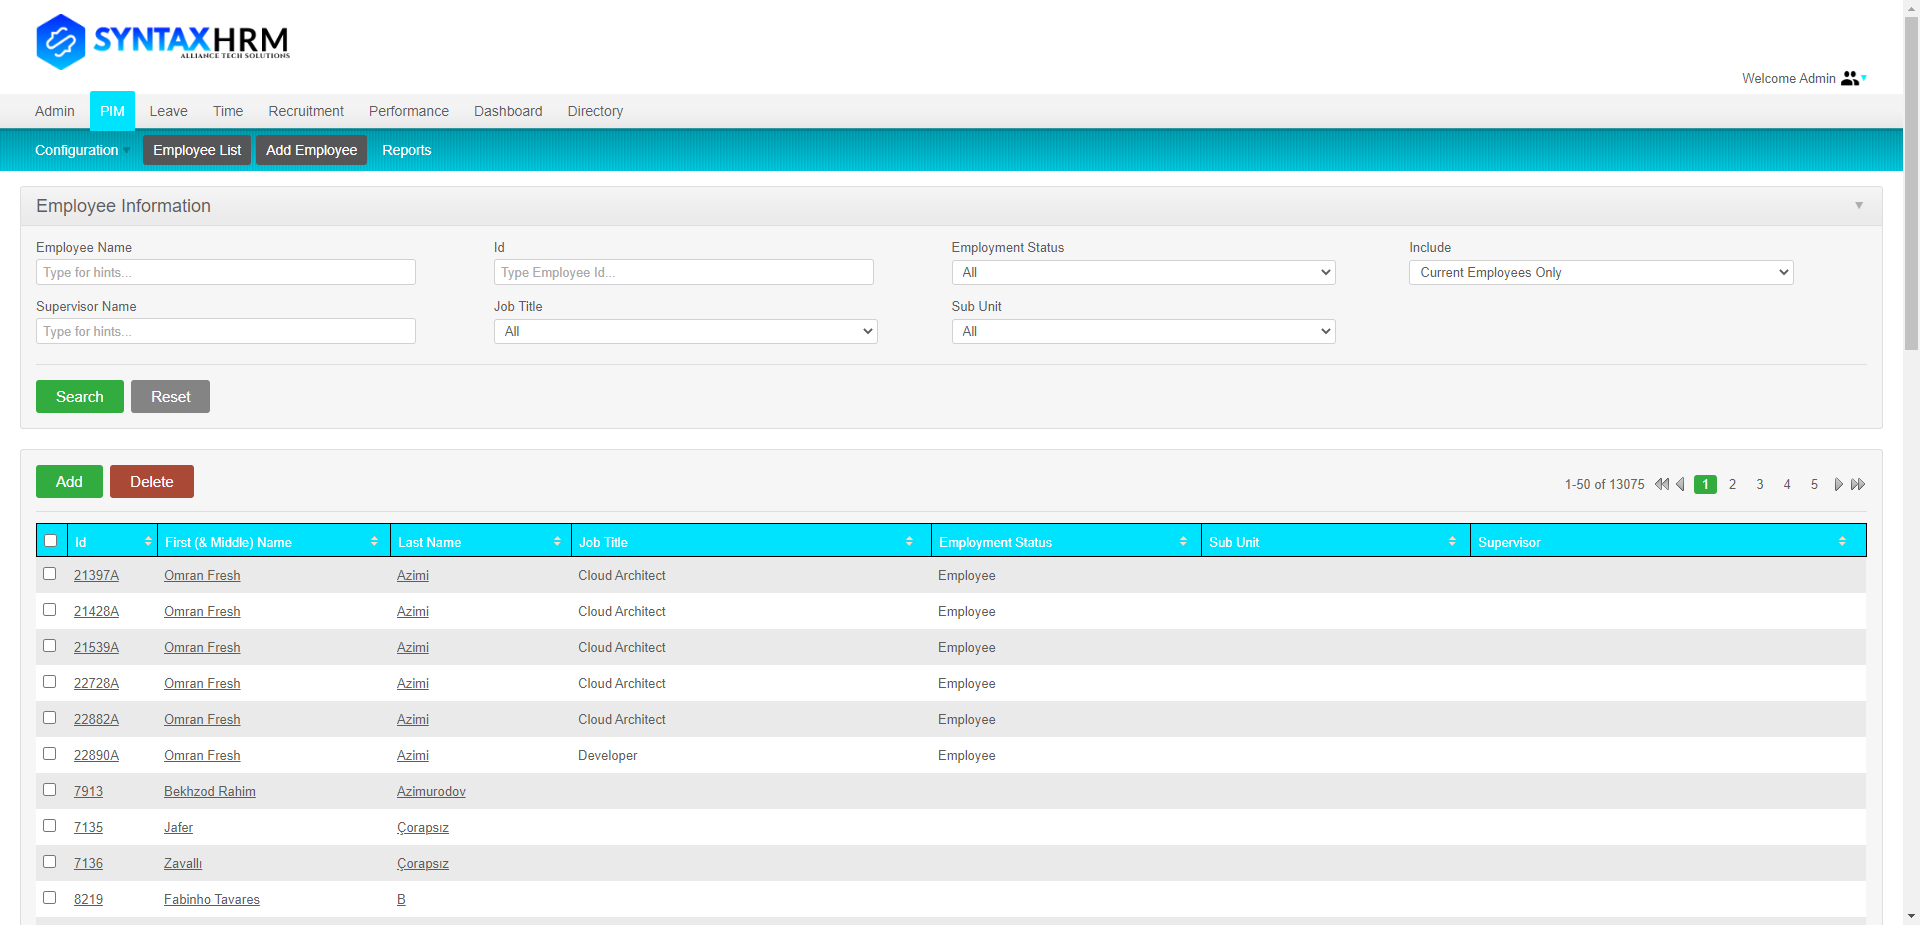 SYNTAXHRM
ALLIANCE TECH SOLUTIONS
Welcome Admin
Admin PIM Leave Time Recruitment Performance Dashboard Directory
Configuration Employee List Add Employee Reports
Employee Information
Employee Name Id Employment Status Include
Type for hints... Type Employee Id... All Current Employees Only
Supervisor Name Job Title Sub Unit
Type for hints... All All
Search Reset
Add Delete 1-50 of 13075 1 2 3 4 5
Id First (& Middle) Name Last Name Job Title Employment Status Sub Unit Supervisor
21397A Omran Fresh Azimi Cloud Architect Employee
21428A Omran Fresh Azimi Cloud Architect Employee
21539A Omran Fresh Azimi Cloud Architect Employee
22728A Omran Fresh Azimi Cloud Architect Employee
22882A Omran Fresh Azimi Cloud Architect Employee
22890A Omran Fresh Azimi Developer Employee
7913 Bekhzod Rahim Azimurodov
7135 Jafer Çorapsız
7136 Zavallı Çorapsız
8219 Fabinho Tavares B